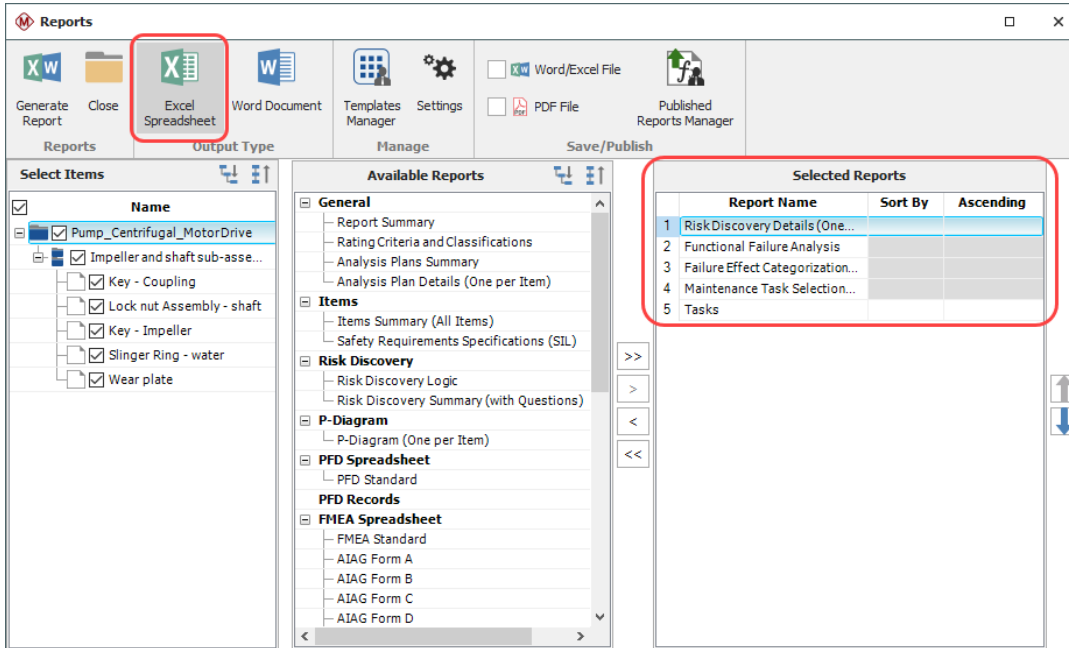 Reports
Generate Report
Close
Excel Spreadsheet
Word Document
Templates Manager
Settings
Word/Excel File
PDF File
Published Reports Manager
Reports
Output Type
Manage
Save/Publish
Select Items
Name
Pump_Centrifugal_MotorDrive
Impeller and shaft sub-asse...
Key - Coupling
Lock nut Assembly - shaft
Key - Impeller
Slinger Ring - water
Wear plate
Available Reports
General
Report Summary
Rating Criteria and Classifications
Analysis Plans Summary
Analysis Plan Details (One per Item)
Items
Items Summary (All Items)
Safety Requirements Specifications (SIL)
Risk Discovery
Risk Discovery Logic
Risk Discovery Summary (with Questions)
P-Diagram
P-Diagram (One per Item)
PFD Spreadsheet
PFD Standard
PFD Records
FMEA Spreadsheet
FMEA Standard
AIAG Form A
AIAG Form B
AIAG Form C
AIAG Form D
>>
>
<
<<
Selected Reports
Report Name Sort By Ascending
1 Risk Discovery Details (One...
2 Functional Failure Analysis
3 Failure Effect Categorization...
4 Maintenance Task Selection...
5 Tasks